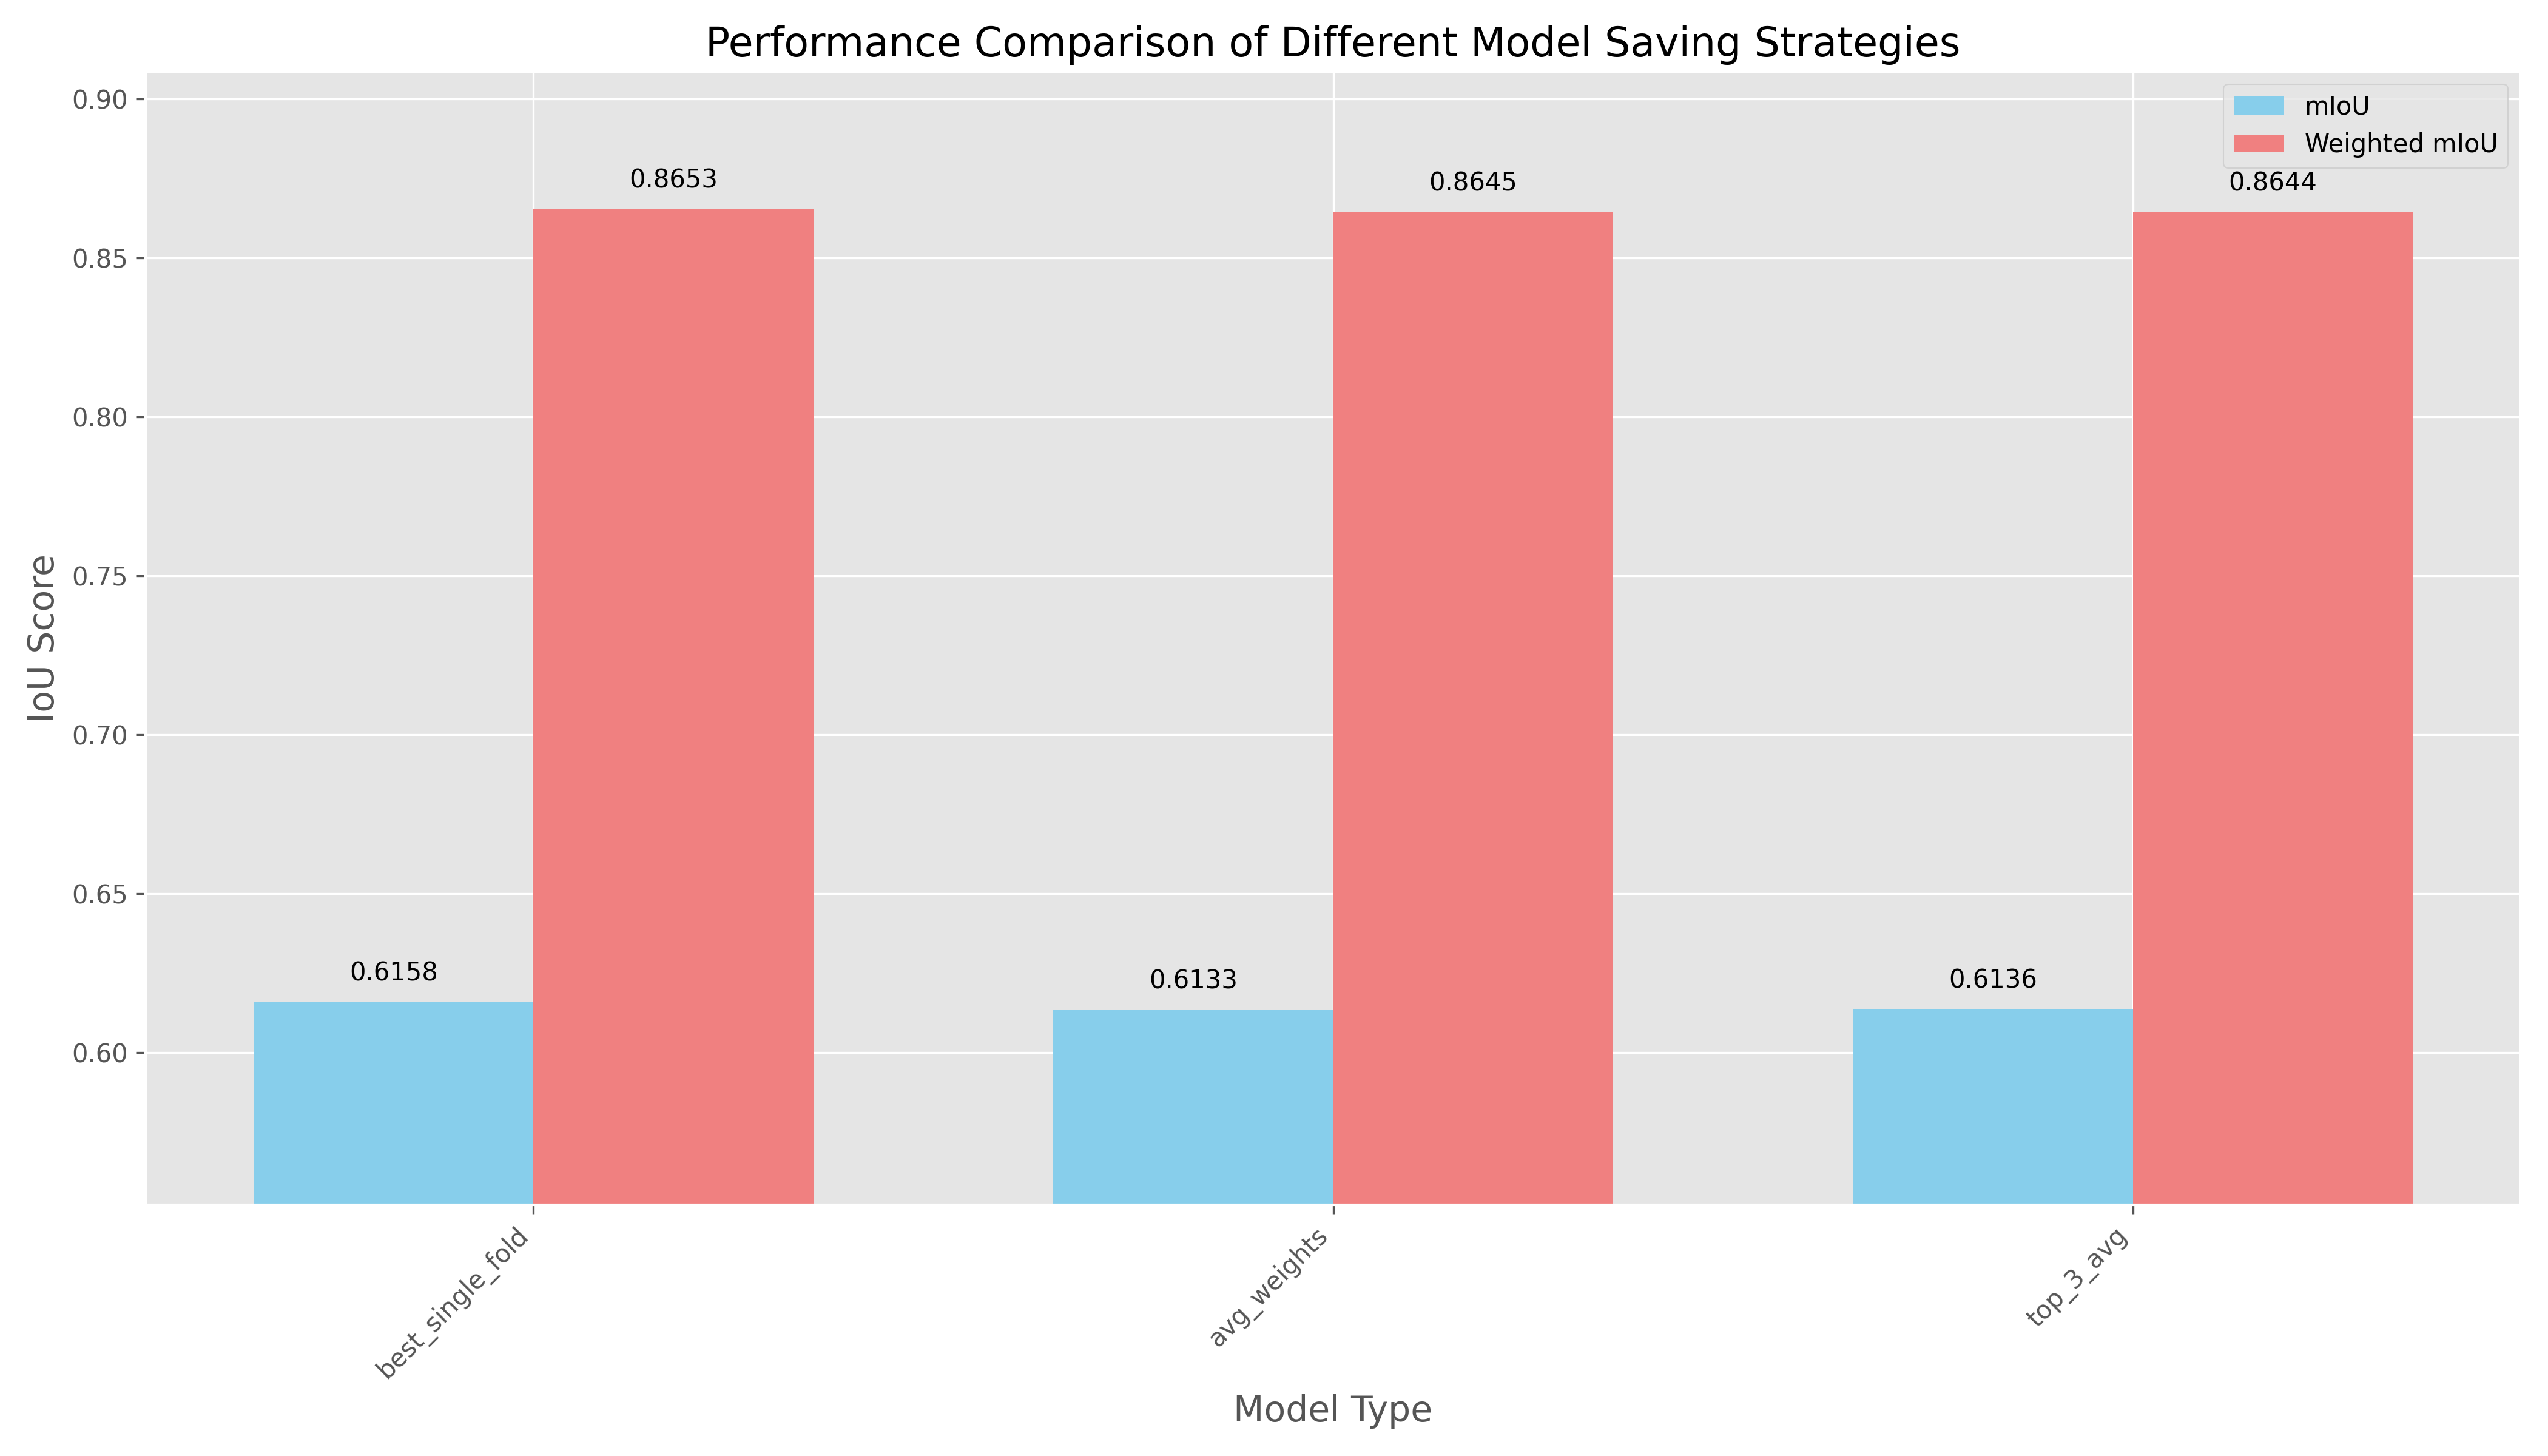 Performance Comparison of Different Model Saving Strategies
mIoU
Weighted mIoU
IoU Score
0.90
0.85
0.80
0.75
0.70
0.65
0.60
0.8653
0.8645
0.8644
0.6158
0.6133
0.6136
best_single_fold
avg_weights
top_3_avg
Model Type